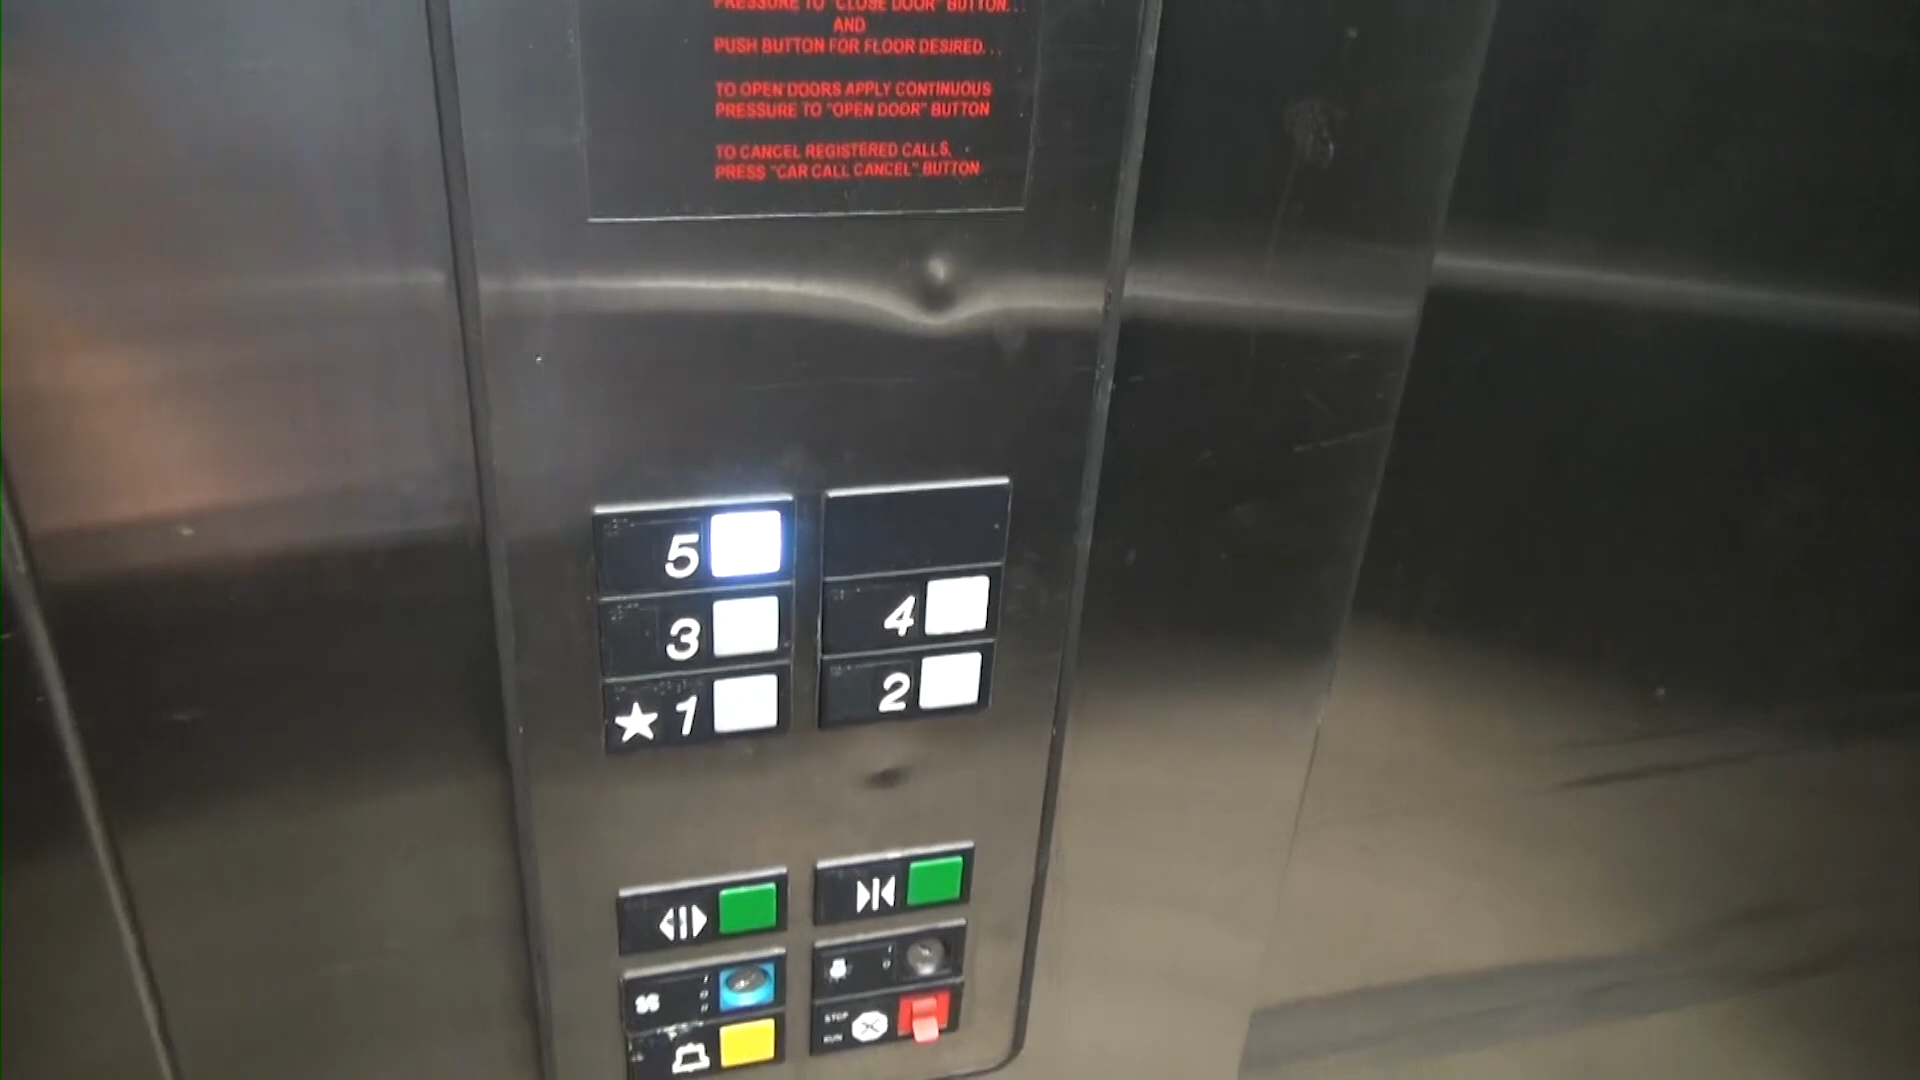 PRESSURE TO "CLOSE DOOR" BUTTON...
AND
PUSH BUTTON FOR FLOOR DESIRED...
TO OPEN DOORS APPLY CONTINUOUS
PRESSURE TO "OPEN DOOR" BUTTON
TO CANCEL REGISTERED CALLS,
PRESS "CAR CALL CANCEL" BUTTON
5
3
4
★ 1
2
STOP
RUN